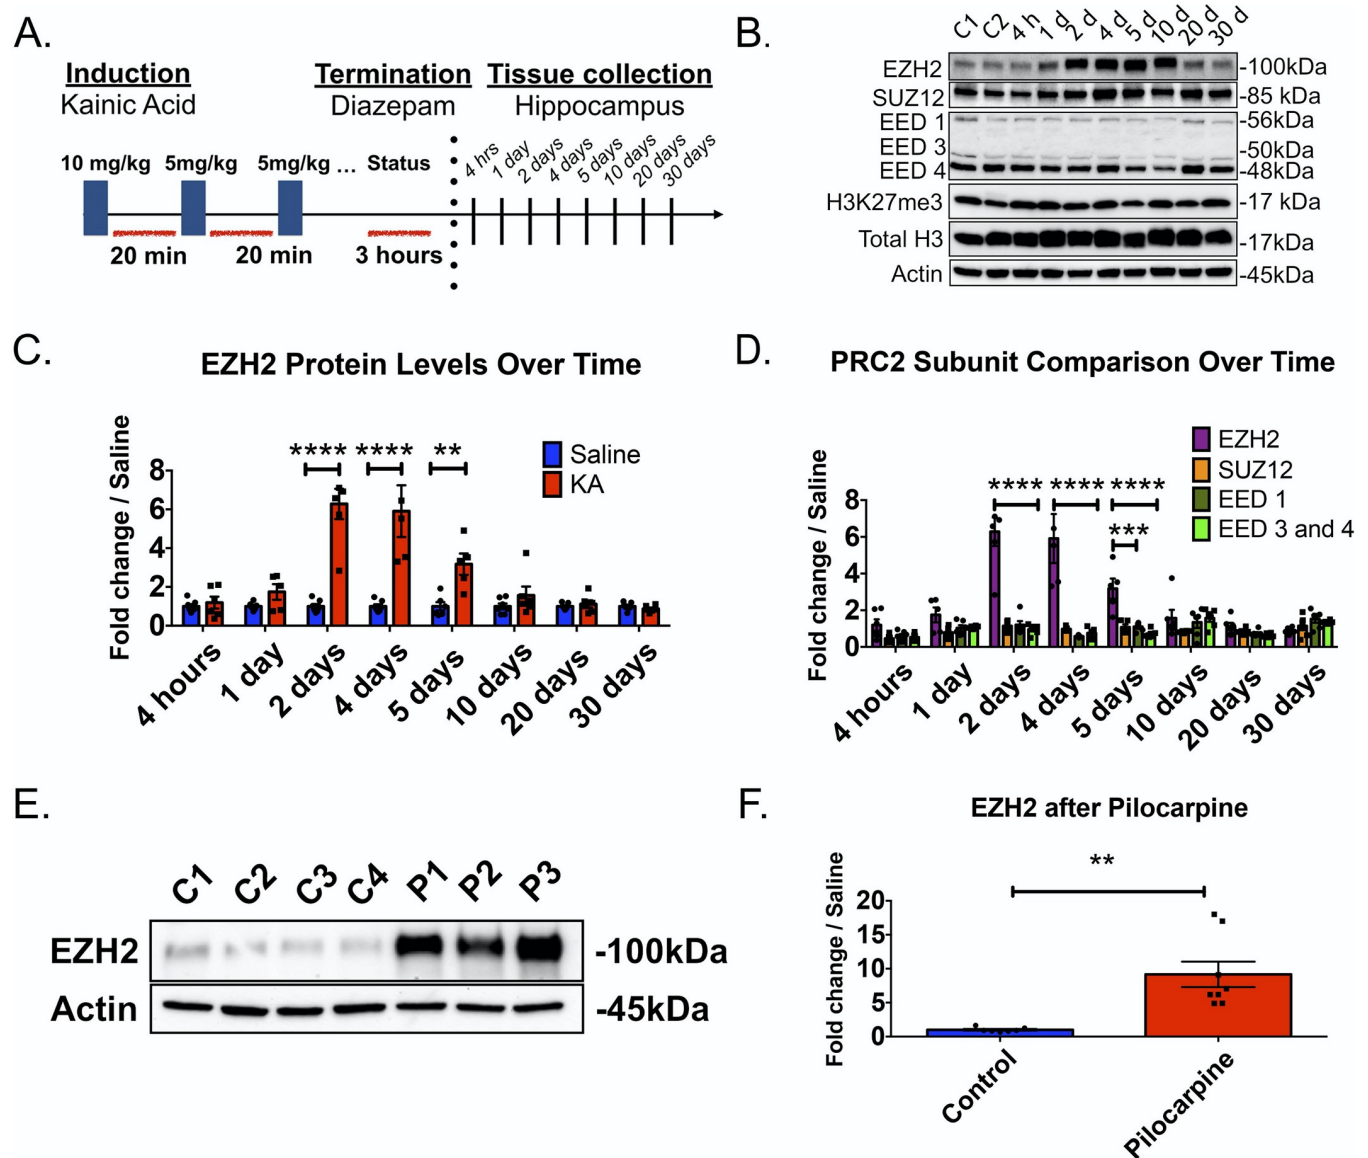 A.
Induction
Kainic Acid
Termination
Diazepam
Tissue collection
Hippocampus
10 mg/kg 5mg/kg 5mg/kg ... Status
4 hrs
1 day
2 days
4 days
5 days
10 days
20 days
30 days
20 min 20 min 3 hours
B.
C1 C2 4 h 1 d 2 d 4 d 5 d 10 d 20 d 30 d
EZH2 -100kDa
SUZ12 -85 kDa
EED 1 -56kDa
EED 3 -50kDa
EED 4 -48kDa
H3K27me3 -17 kDa
Total H3 -17kDa
Actin -45kDa
C.
EZH2 Protein Levels Over Time
Fold change / Saline
8
6
4
2
0
**** **** **
Saline
KA
4 hours
1 day
2 days
4 days
5 days
10 days
20 days
30 days
D.
PRC2 Subunit Comparison Over Time
Fold change / Saline
8
6
4
2
0
**** **** ****
***
EZH2
SUZ12
EED 1
EED 3 and 4
4 hours
1 day
2 days
4 days
5 days
10 days
20 days
30 days
E.
C1 C2 C3 C4 P1 P2 P3
EZH2 -100kDa
Actin -45kDa
F.
EZH2 after Pilocarpine
Fold change / Saline
20
15
10
5
0
**
Control
Pilocarpine